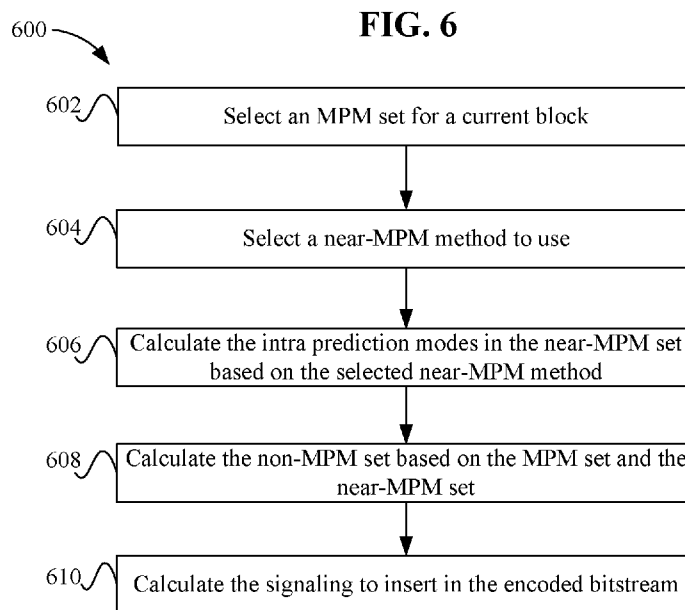 FIG. 6
600
602
Select an MPM set for a current block
604
Select a near-MPM method to use
606
Calculate the intra prediction modes in the near-MPM set
based on the selected near-MPM method
608
Calculate the non-MPM set based on the MPM set and the
near-MPM set
610
Calculate the signaling to insert in the encoded bitstream